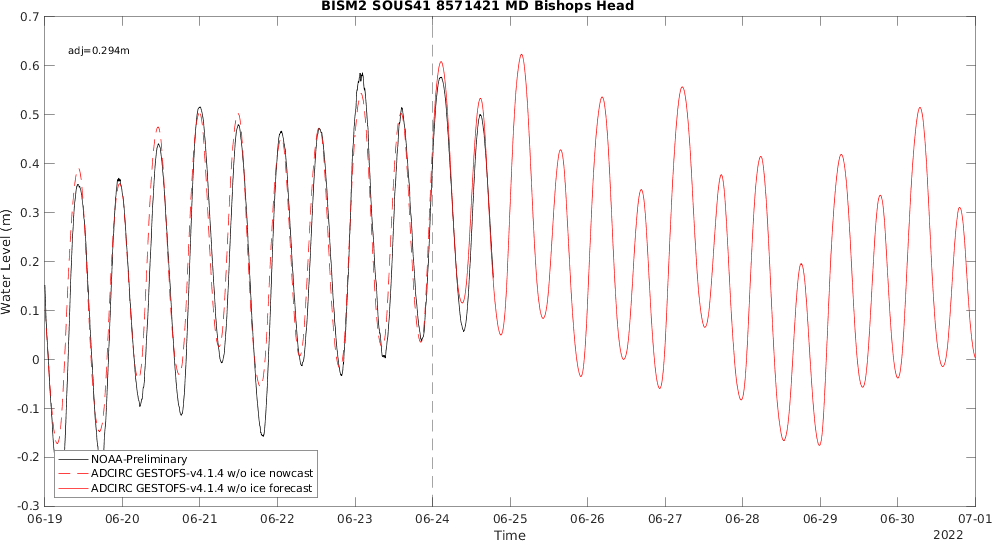 BISM2 SOUS41 8571421 MD Bishops Head
adj=0.294m
Water Level (m)
0.7
0.6
0.5
0.4
0.3
0.2
0.1
0
-0.1
-0.2
-0.3
NOAA-Preliminary
ADCIRC GESTOFS-v4.1.4 w/o ice nowcast
ADCIRC GESTOFS-v4.1.4 w/o ice forecast
06-19 06-20 06-21 06-22 06-23 06-24 06-25 06-26 06-27 06-28 06-29 06-30 07-01
Time
2022